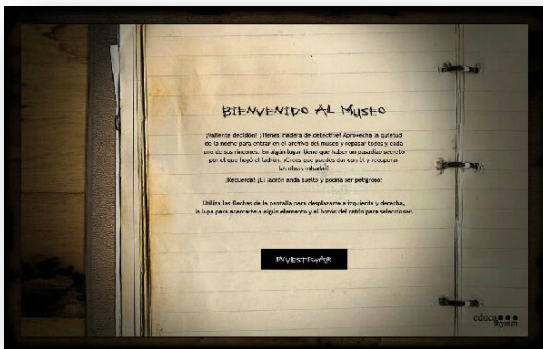 BIENVENIDO AL MUSEO
¡Valiente decisión! ¡Tienes madera de detective! Aprovecha la quietud
de la noche para entrar en el archivo del museo y repasar todos y cada
uno de sus rincones. En algún lugar tiene que haber un pasadizo secreto
por el que huyó el ladrón. ¿Crees que puedes dar con él y recuperar
las obras robadas?
¡Recuerda! ¡El ladrón anda suelto y podría ser peligroso!
Utiliza las flechas de la pantalla para desplazarte a izquierda y derecha,
la lupa para acercarte a algún elemento y el botón del ratón para seleccionar.
INVESTIGAR
educa
thyssen